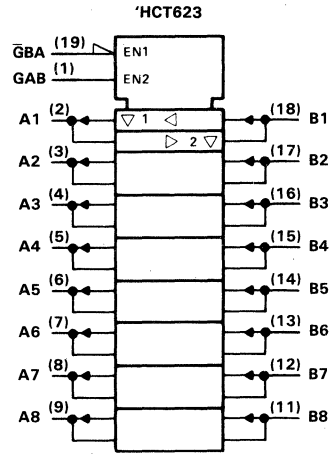 'HCT623
G̅BA (19) EN1
GAB (1) EN2
A1 (2) ▽ 1 ◁ (18) B1
▷ 2 ▽
A2 (3) (17) B2
A3 (4) (16) B3
A4 (5) (15) B4
A5 (6) (14) B5
A6 (7) (13) B6
A7 (8) (12) B7
A8 (9) (11) B8